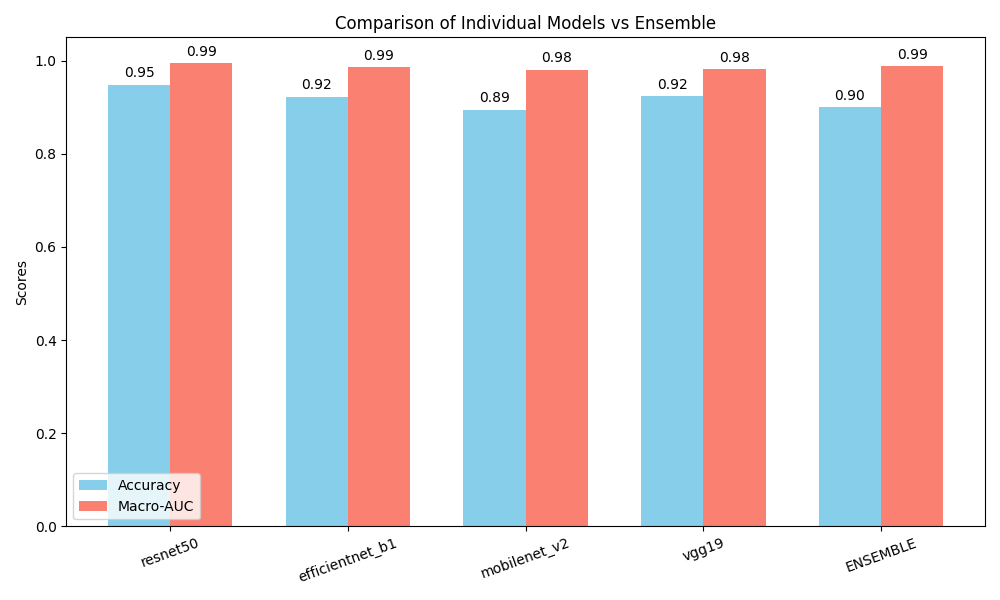 Comparison of Individual Models vs Ensemble
Scores
1.0
0.8
0.6
0.4
0.2
0.0
0.95
0.99
0.92
0.99
0.89
0.98
0.92
0.98
0.90
0.99
Accuracy
Macro-AUC
resnet50
efficientnet_b1
mobilenet_v2
vgg19
ENSEMBLE